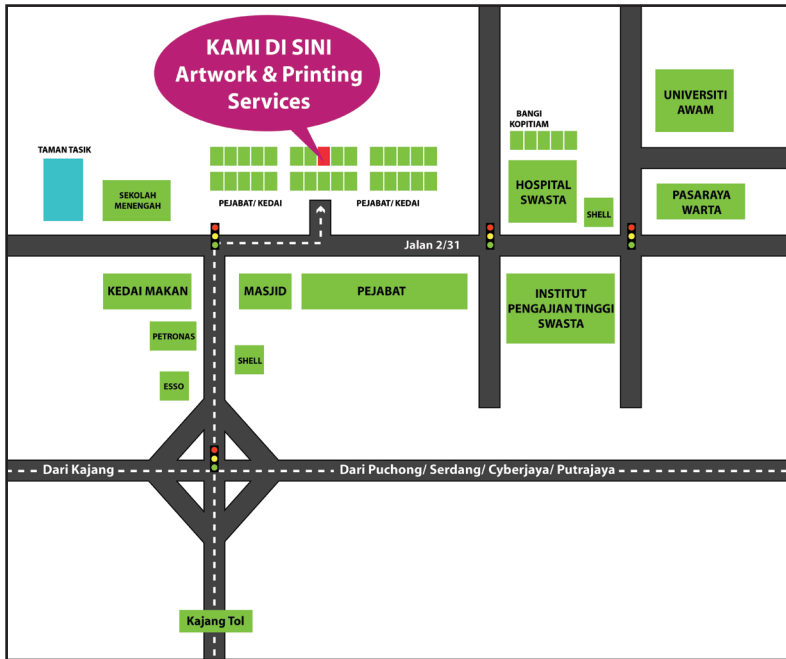 KAMI DI SINI
Artwork & Printing
Services
UNIVERSITI
AWAM
BANGI
KOPITIAM
TAMAN TASIK
SEKOLAH
MENENGAH
HOSPITAL
SWASTA
SHELL
PASARAYA
WARTA
PEJABAT/ KEDAI
PEJABAT/ KEDAI
Jalan 2/31
KEDAI MAKAN
MASJID
PEJABAT
INSTITUT
PENGAJIAN TINGGI
SWASTA
PETRONAS
SHELL
ESSO
Dari Kajang
Dari Puchong/ Serdang/ Cyberjaya/ Putrajaya
Kajang Tol